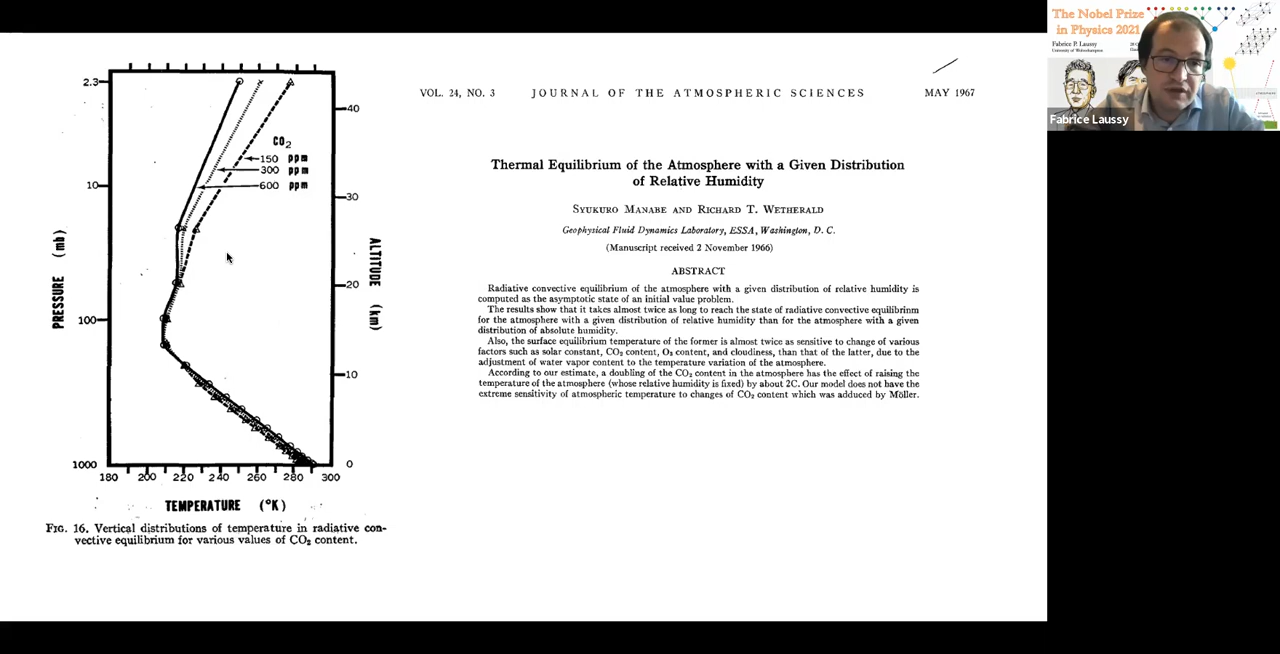 2.3
10
100
1000
PRESSURE (mb)
CO2
150 ppm
300 ppm
600 ppm
40
30
20
10
0
ALTITUDE (km)
180 200 220 240 260 280 300
TEMPERATURE (°K)
FIG. 16. Vertical distributions of temperature in radiative con-
vective equilibrium for various values of CO2 content.
VOL. 24, NO. 3 JOURNAL OF THE ATMOSPHERIC SCIENCES MAY 1967
Thermal Equilibrium of the Atmosphere with a Given Distribution
of Relative Humidity
SYUKURO MANABE AND RICHARD T. WETHERALD
Geophysical Fluid Dynamics Laboratory, ESSA, Washington, D. C.
(Manuscript received 2 November 1966)
ABSTRACT
Radiative convective equilibrium of the atmosphere with a given distribution of relative humidity is
computed as the asymptotic state of an initial value problem.
The results show that it takes almost twice as long to reach the state of radiative convective equilibrium
for the atmosphere with a given distribution of relative humidity than for the atmosphere with a given
distribution of absolute humidity.
Also, the surface equilibrium temperature of the former is almost twice as sensitive to change of various
factors such as solar constant, CO2 content, O3 content, and cloudiness, than that of the latter, due to the
adjustment of water vapor content to the temperature variation of the atmosphere.
According to our estimate, a doubling of the CO2 content in the atmosphere has the effect of raising the
temperature of the atmosphere (whose relative humidity is fixed) by about 2C. Our model does not have the
extreme sensitivity of atmospheric temperature to changes of CO2 content which was adduced by Möller.
The Nobel Prize
in Physics 2021
Fabrice P. Laussy
University of Wolverhampton
Fabrice Laussy